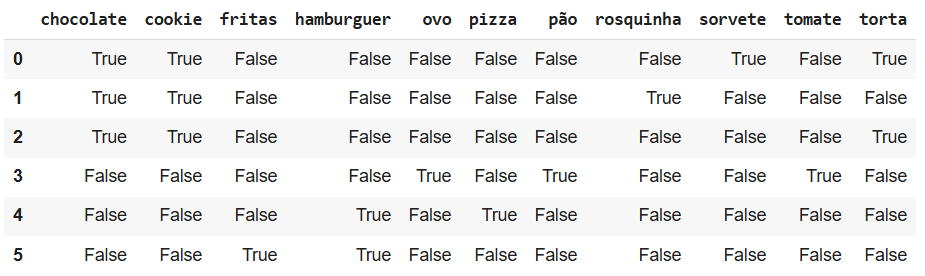 chocolate cookie fritas hamburguer ovo pizza pão rosquinha sorvete tomate torta
0 True True False False False False False False True False True
1 True True False False False False False True False False False
2 True True False False False False False False False False True
3 False False False False True False True False False True False
4 False False False True False True False False False False False
5 False False True True False False False False False False False